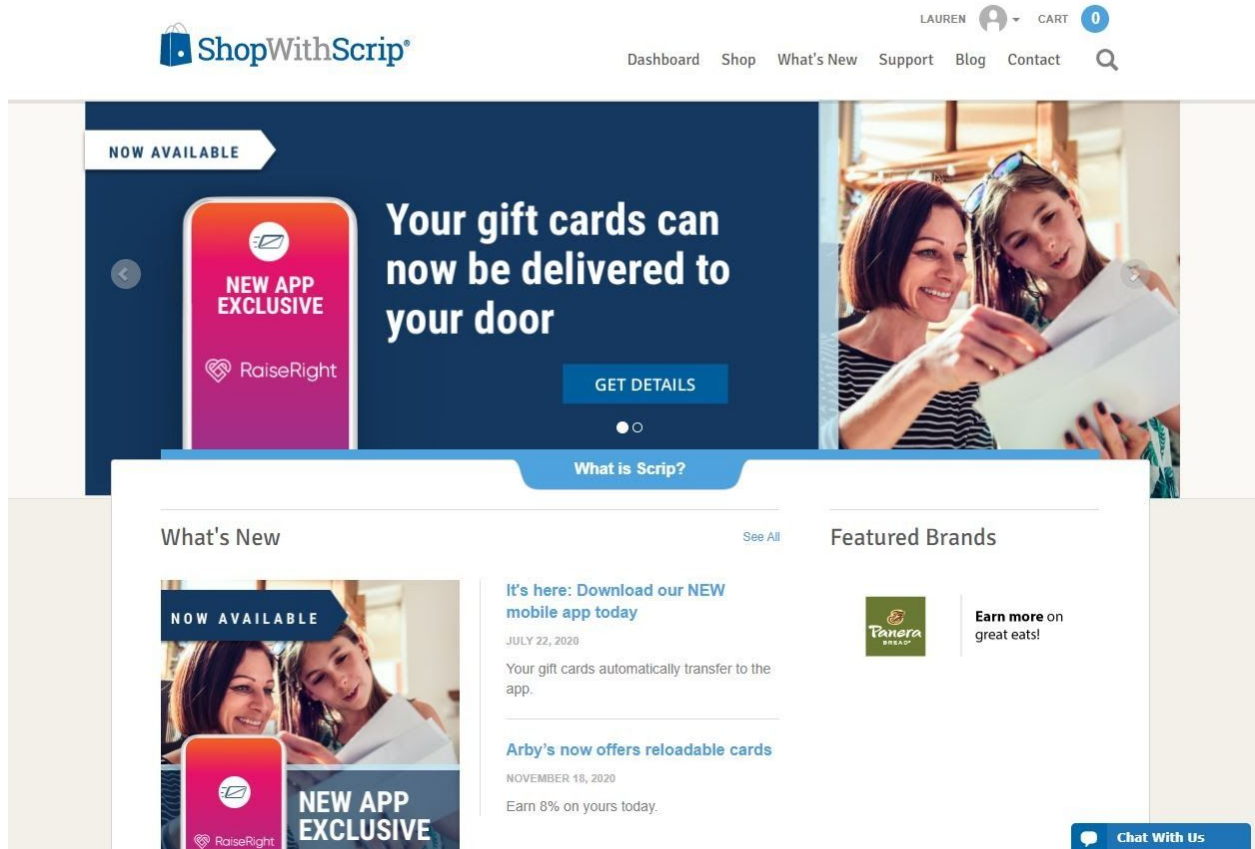 LAUREN CART 0
ShopWithScrip®
Dashboard Shop What's New Support Blog Contact
NOW AVAILABLE
NEW APP
EXCLUSIVE
RaiseRight
Your gift cards can
now be delivered to
your door
GET DETAILS
What is Scrip?
What's New
See All
NOW AVAILABLE
RaiseRight
NEW APP
EXCLUSIVE
It's here: Download our NEW
mobile app today
JULY 22, 2020
Your gift cards automatically transfer to the
app.
Arby's now offers reloadable cards
NOVEMBER 18, 2020
Earn 8% on yours today.
Featured Brands
Panera
BREAD®
Earn more on
great eats!
Chat With Us